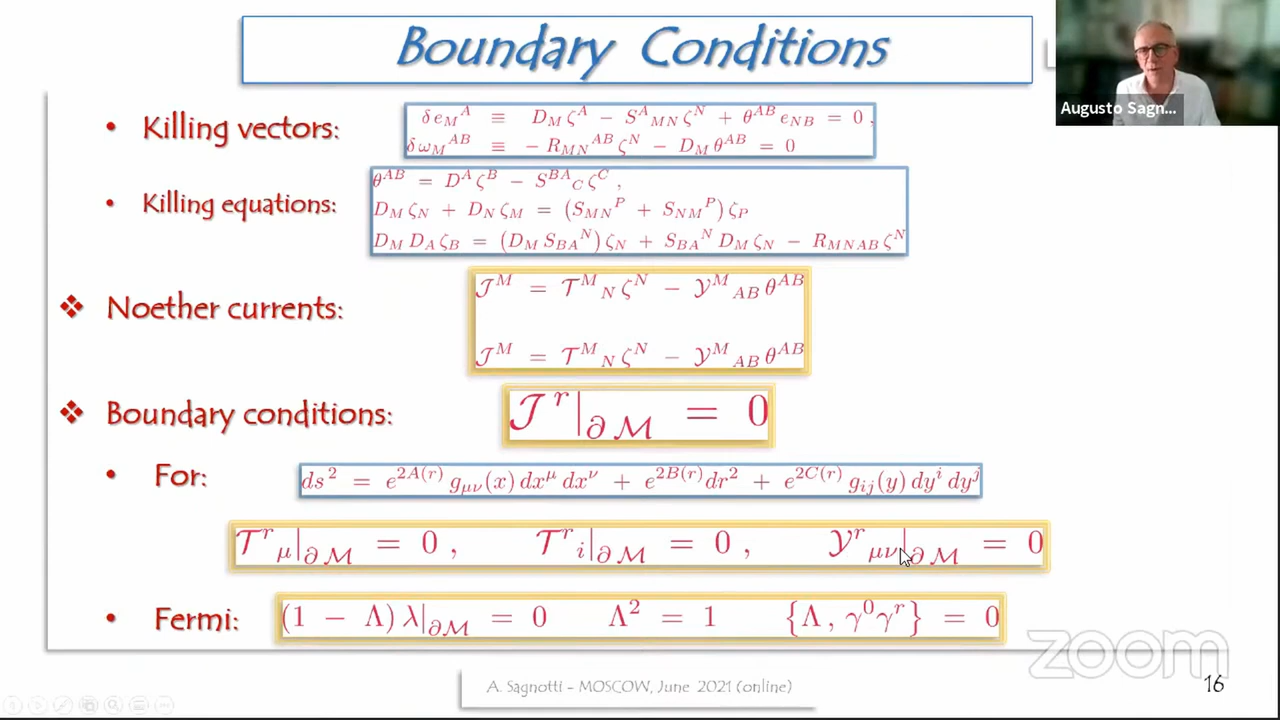 Boundary Conditions
Augusto Sagn...
• Killing vectors:
δ e_M^A ≡ D_M ζ^A − S^A_{MN} ζ^N + θ^{AB} e_{NB} = 0 ,
δ ω_M^{AB} ≡ − R_{MN}^{AB} ζ^N − D_M θ^{AB} = 0
• Killing equations:
θ^{AB} = D^A ζ^B − S^{BA}_C ζ^C ,
D_M ζ_N + D_N ζ_M = (S_{MN}^P + S_{NM}^P) ζ_P
D_M D_A ζ_B = (D_M S_{BA}^N) ζ_N + S_{BA}^N D_M ζ_N − R_{MNAB} ζ^N
❖ Noether currents:
𝒥^M = 𝒯^M_N ζ^N − 𝒴^M_{AB} θ^{AB}
𝒥^M = 𝒯^M_N ζ^N − 𝒴^M_{AB} θ^{AB}
❖ Boundary conditions:
𝒥^r|_{∂ℳ} = 0
• For:
ds^2 = e^{2A(r)} g_{μν}(x) dx^μ dx^ν + e^{2B(r)} dr^2 + e^{2C(r)} g_{ij}(y) dy^i dy^j
𝒯^r_μ|_{∂ℳ} = 0 , 𝒯^r_i|_{∂ℳ} = 0 , 𝒴^r_{μν}|_{∂ℳ} = 0
• Fermi:
(1 − Λ) λ|_{∂ℳ} = 0 Λ^2 = 1 {Λ , γ^0 γ^r} = 0
zoom
A. Sagnotti - MOSCOW, June 2021 (online)
16